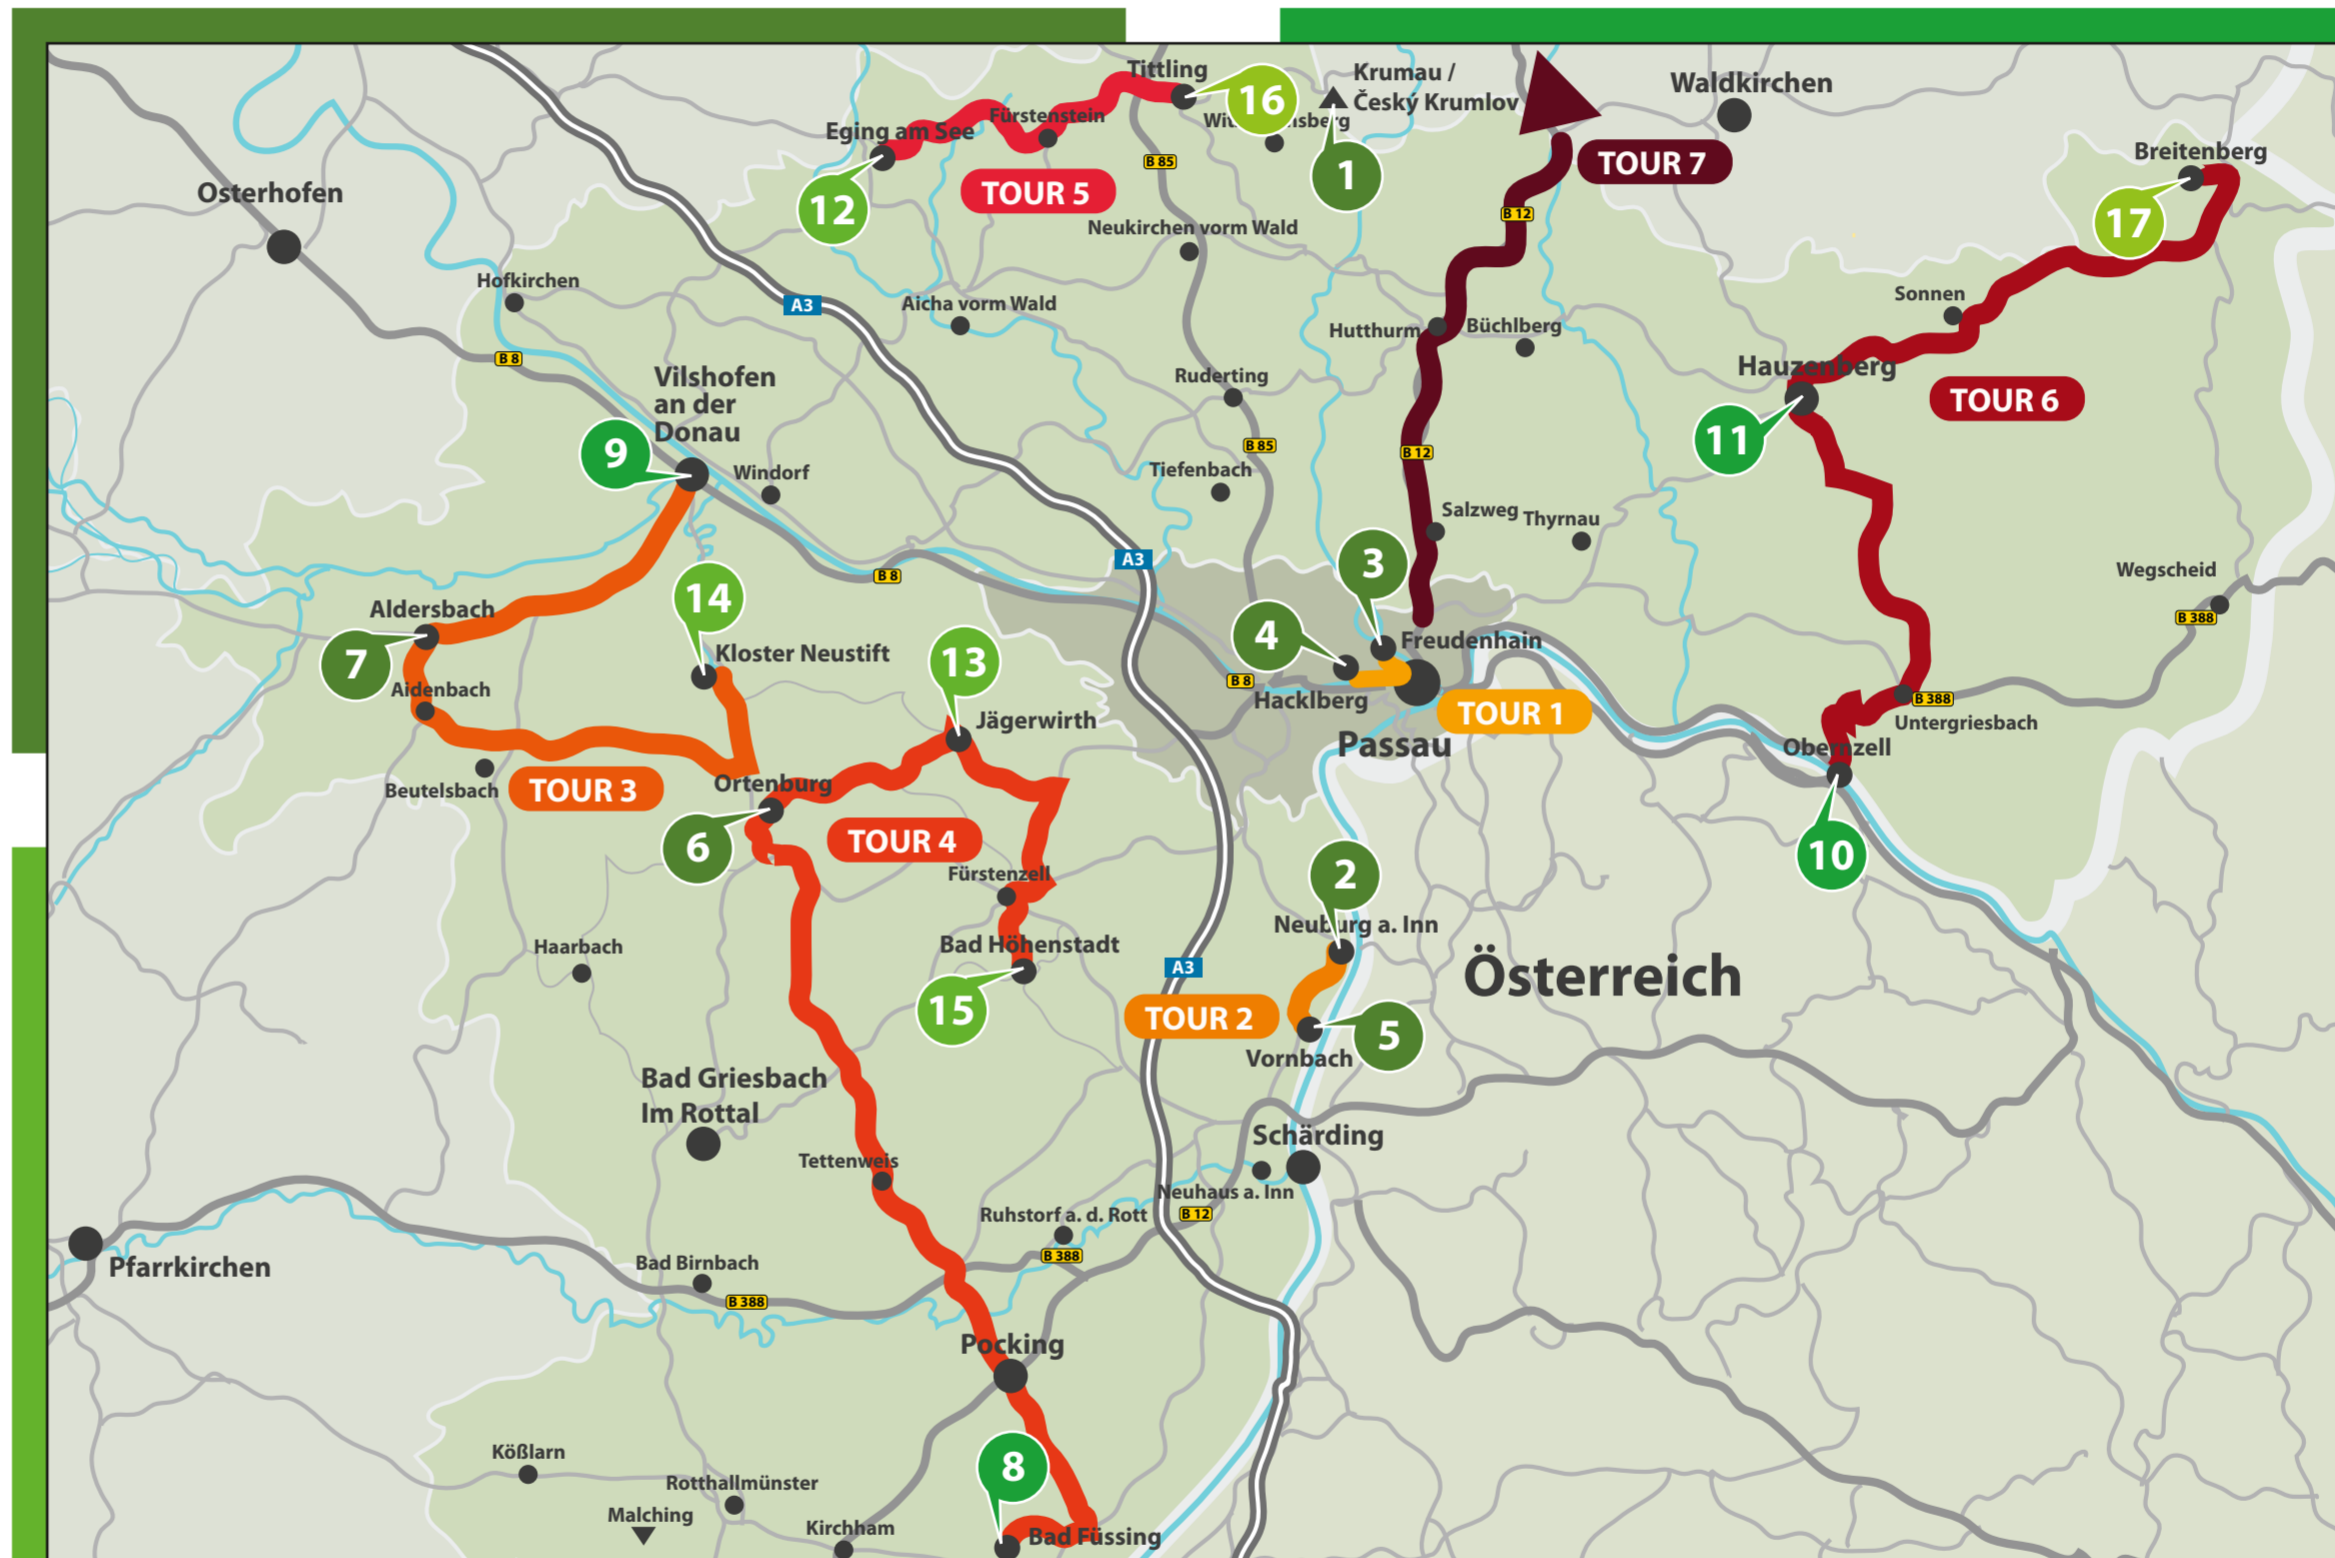 Tittling
16
Krumau /
Český Krumlov
Waldkirchen
Fürstenstein
Eging am See
B 85
1
TOUR 7
Breitenberg
Osterhofen
TOUR 5
12
B 12
17
Neukirchen vorm Wald
Hofkirchen
A3
Aicha vorm Wald
Sonnen
Hutthurm
Büchlberg
B 8
Hauzenberg
Vilshofen
an der
Donau
Ruderting
TOUR 6
11
9
B 85
B 12
Windorf
Tiefenbach
Salzweg
Thyrnau
A3
3
B 8
Wegscheid
14
Aldersbach
B 388
4
Freudenhain
7
Kloster Neustift
13
B 8
Aidenbach
Hacklberg
B 388
TOUR 1
Jägerwirth
Untergriesbach
Passau
Obernzell
Beutelsbach
TOUR 3
Ortenburg
6
TOUR 4
10
Fürstenzell
2
Neuburg a. Inn
Haarbach
Bad Höhenstadt
A3
Österreich
15
TOUR 2
5
Vornbach
Bad Griesbach
Im Rottal
Schärding
Tettenweis
Neuhaus a. Inn
Ruhstorf a. d. Rott
B 12
Pfarrkirchen
Bad Birnbach
B 388
B 388
Pocking
Kößlarn
8
Rotthallmünster
Malching
Kirchham
Bad Füssing